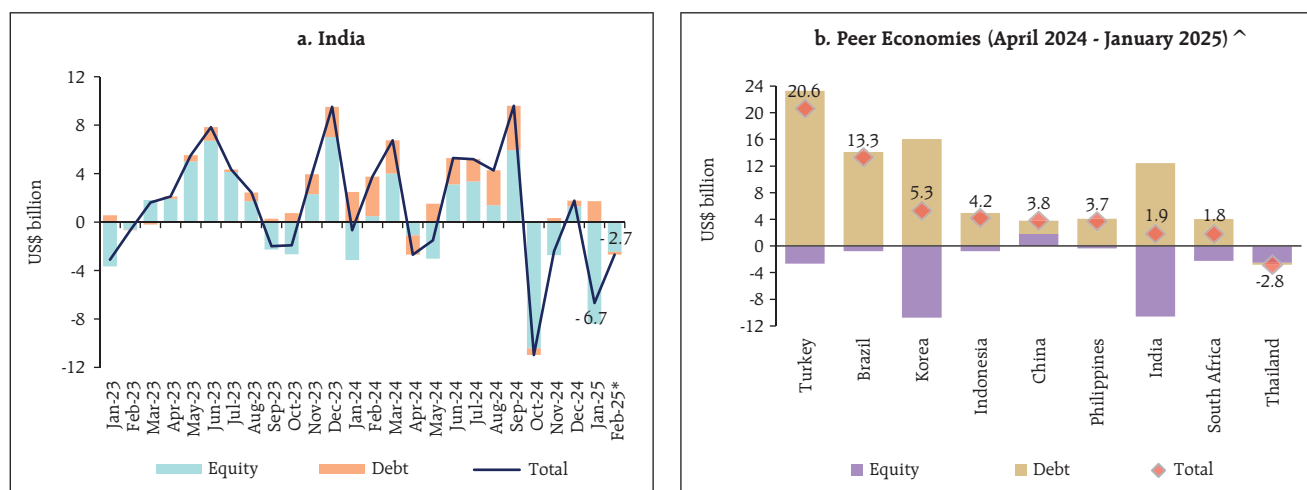 a. India
US$ billion
12
8
4
0
-4
-8
-12
- 2.7
- 6.7
Jan-23
Feb-23
Mar-23
Apr-23
May-23
Jun-23
Jul-23
Aug-23
Sep-23
Oct-23
Nov-23
Dec-23
Jan-24
Feb-24
Mar-24
Apr-24
May-24
Jun-24
Jul-24
Aug-24
Sep-24
Oct-24
Nov-24
Dec-24
Jan-25
Feb-25*
Equity Debt Total
b. Peer Economies (April 2024 - January 2025) ^
US$ billion
24
20
16
12
8
4
0
-4
-8
-12
20.6
13.3
5.3
4.2
3.8
3.7
1.9
1.8
-2.8
Turkey
Brazil
Korea
Indonesia
China
Philippines
India
South Africa
Thailand
Equity Debt Total